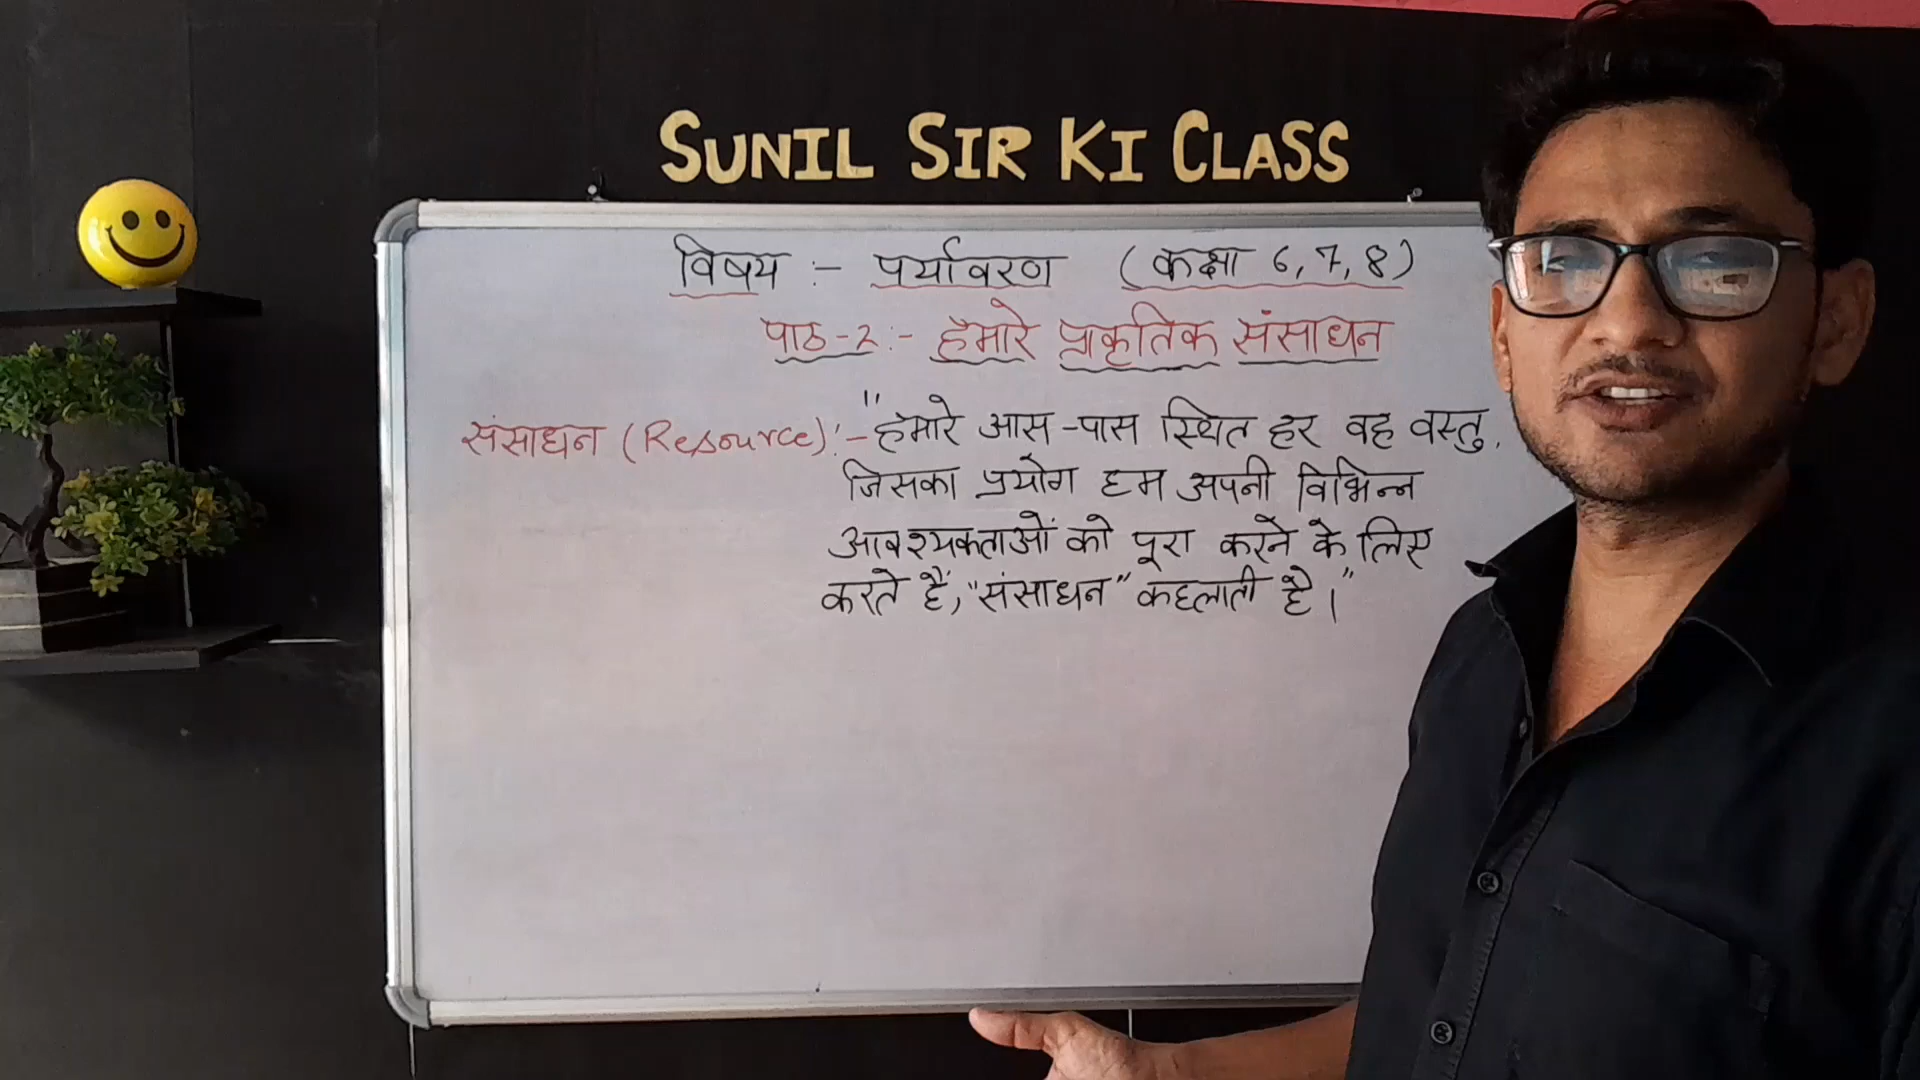 SUNIL SIR KI CLASS
विषय :- पर्यावरण (कक्षा 6, 7, 8)
पाठ-2:- हमारे प्राकृतिक संसाधन
संसाधन (Resource):- "हमारे आस-पास स्थित हर वह वस्तु,
जिसका प्रयोग हम अपनी विभिन्न
आवश्यकताओं को पूरा करने के लिए
करते हैं, "संसाधन" कहलाती है।"